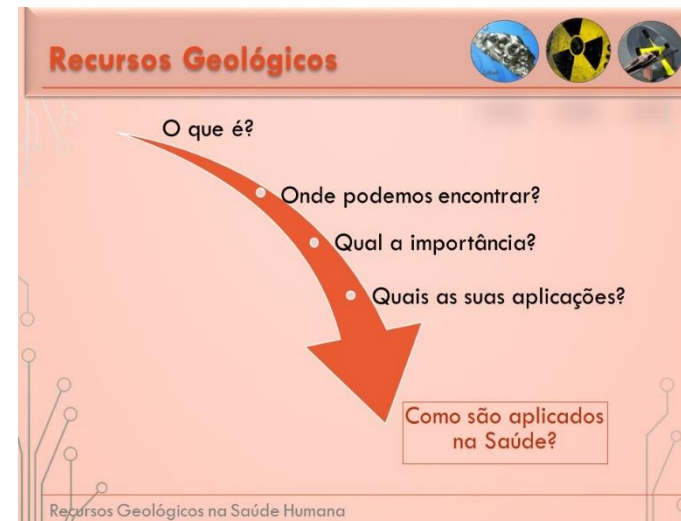 Recursos Geológicos
O que é?
Onde podemos encontrar?
Qual a importância?
Quais as suas aplicações?
Como são aplicados
na Saúde?
Recursos Geológicos na Saúde Humana